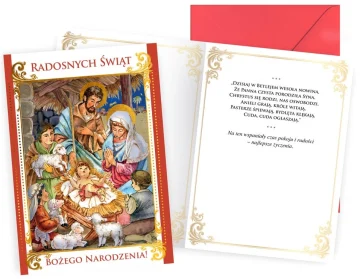 Radosnych Świąt
Bożego Narodzenia!
* * *
„Dzisiaj w Betlejem wesoła nowina,
Że Panna czysta porodziła Syna.
Chrystus się rodzi, nas oswobodzi,
Anieli grają, króle witają,
Pasterze śpiewają, bydlęta klękają,
Cuda, cuda ogłaszają.”
* * *
Na ten wspaniały czas pokoju i radości
– najlepsze życzenia.